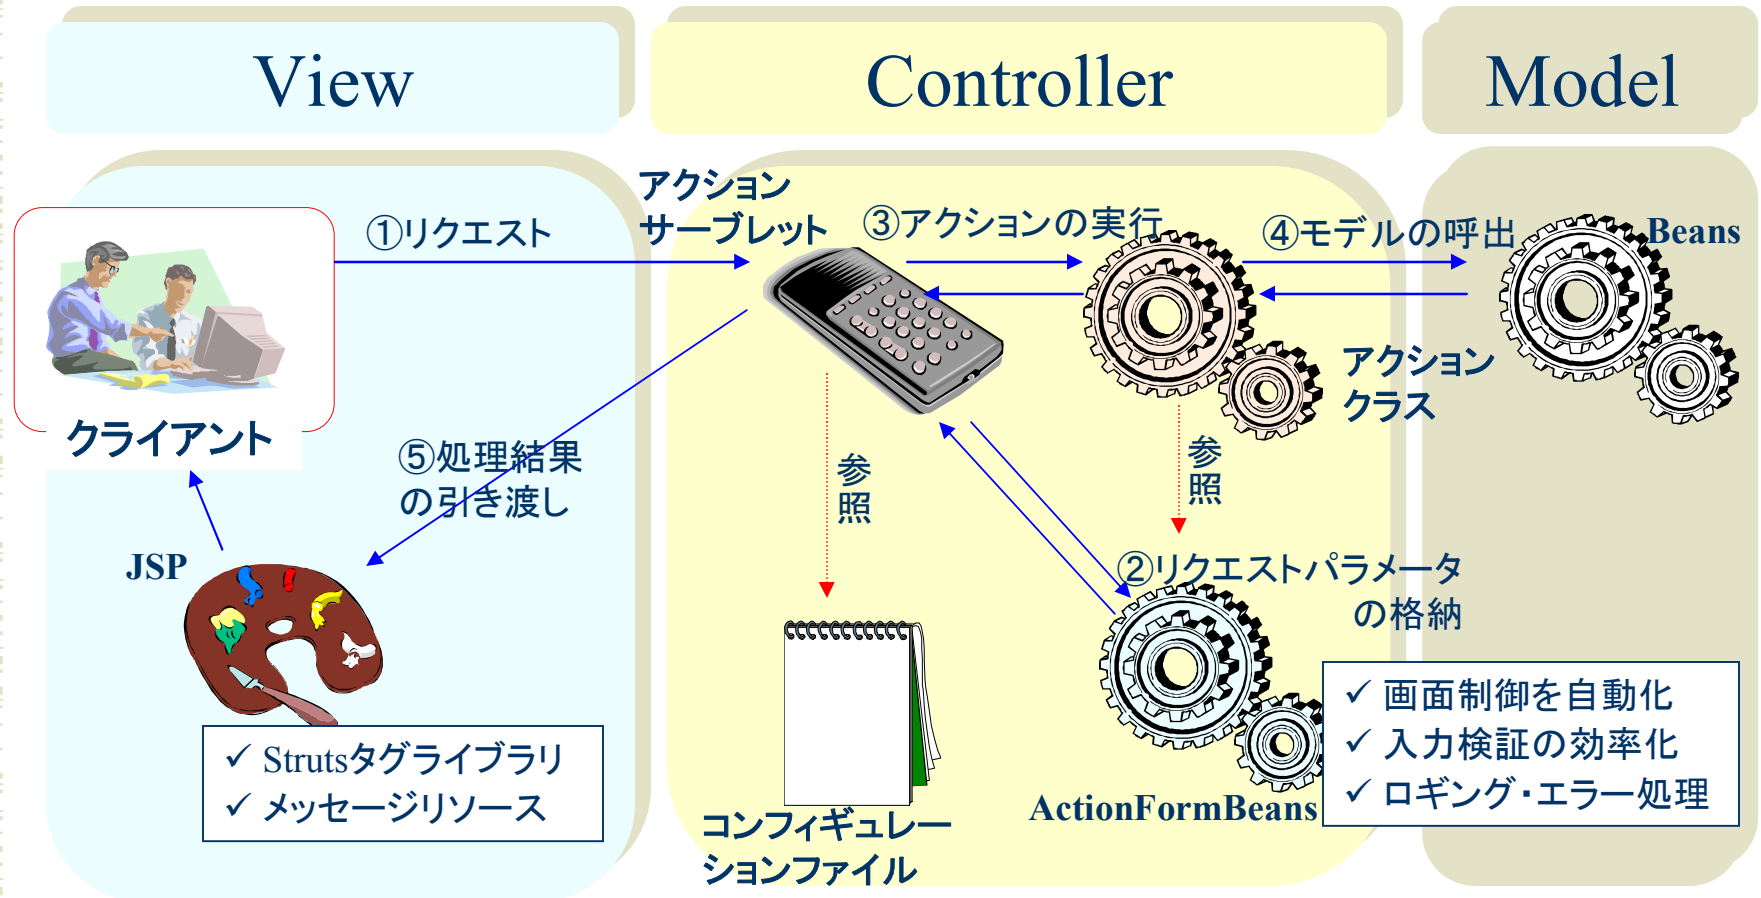 View
Controller
Model
アクション
サーブレット
①リクエスト
③アクションの実行
④モデルの呼出
Beans
アクション
クラス
クライアント
⑤処理結果
の引き渡し
参照
参照
JSP
②リクエストパラメータ
の格納
✓ 画面制御を自動化
✓ 入力検証の効率化
✓ ロギング・エラー処理
✓ Strutsタグライブラリ
✓ メッセージリソース
ActionFormBeans
コンフィギュレー
ションファイル